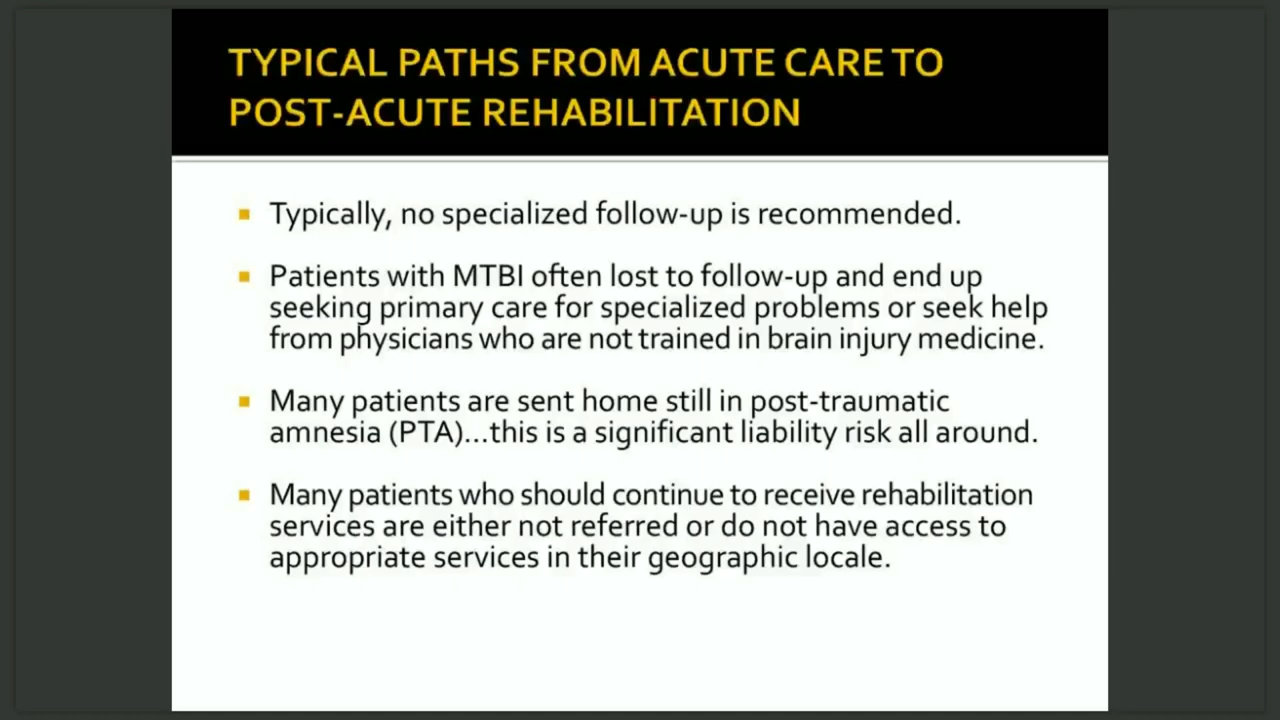 TYPICAL PATHS FROM ACUTE CARE TO
POST-ACUTE REHABILITATION
Typically, no specialized follow-up is recommended.
Patients with MTBI often lost to follow-up and end up
seeking primary care for specialized problems or seek help
from physicians who are not trained in brain injury medicine.
Many patients are sent home still in post-traumatic
amnesia (PTA)...this is a significant liability risk all around.
Many patients who should continue to receive rehabilitation
services are either not referred or do not have access to
appropriate services in their geographic locale.